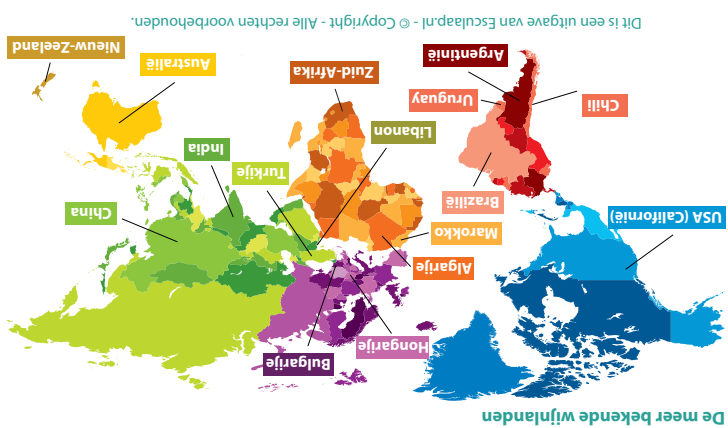 De meer bekende wijnlanden
Bulgarije
Hongarije
Algarije
Marokko
USA (Californië)
Brazilië
China
Turkije
India
Libanon
Uruguay
Chili
Australië
Zuid-Afrika
Argentinië
Nieuw-Zeeland
Dit is een uitgave van Esculaap.nl - © Copyright - Alle rechten voorbehouden.